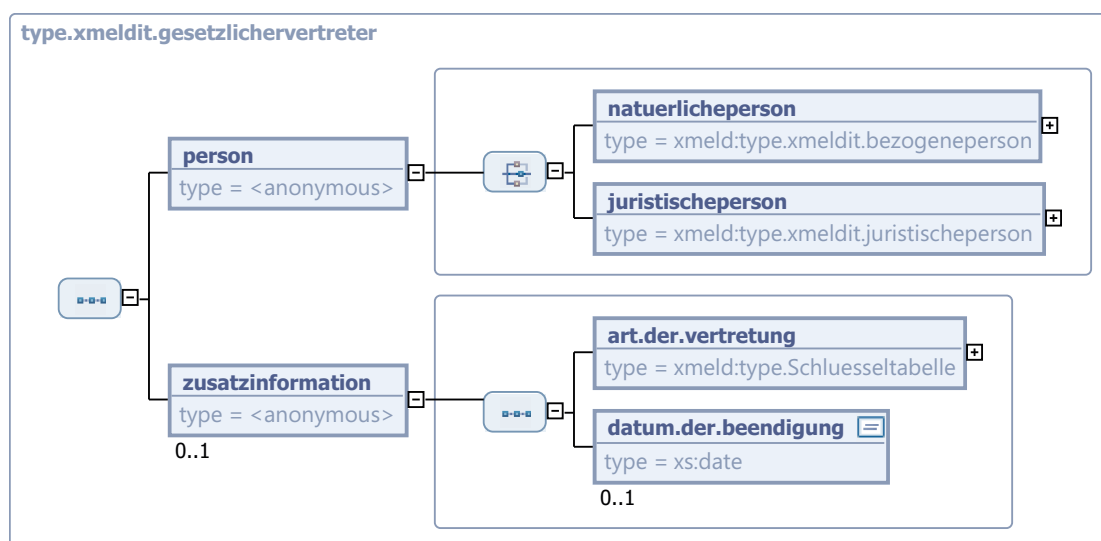 type.xmeldit.gesetzlichervertreter
natuerlicheperson
type = xmeld:type.xmeldit.bezogeneperson
person
type = <anonymous>
juristischeperson
type = xmeld:type.xmeldit.juristischeperson
art.der.vertretung
type = xmeld:type.Schluesseltabelle
zusatzinformation
type = <anonymous>
0..1
datum.der.beendigung
type = xs:date
0..1